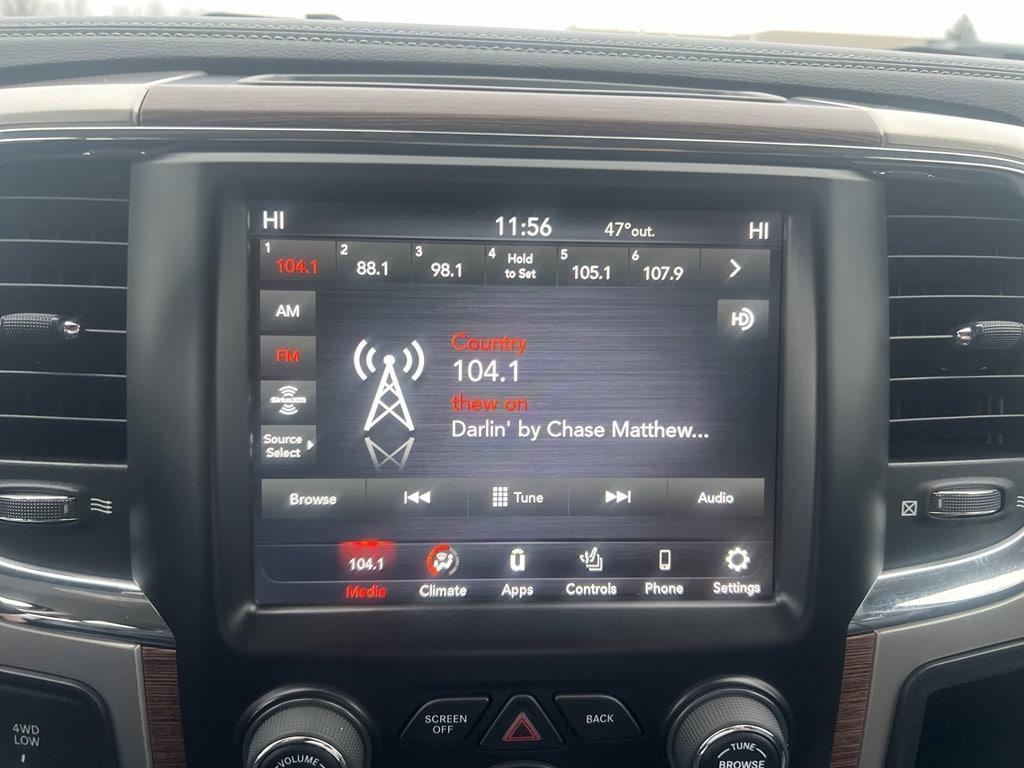 HI 11:56 47°out. HI
1 104.1 2 88.1 3 98.1 4 Hold to Set 5 105.1 6 107.9
AM
HD
Country
FM
104.1
SiriusXM
thew on
Darlin' by Chase Matthew...
Source
Select
Browse Tune Audio
104.1
Media Climate Apps Controls Phone Settings
SCREEN
OFF
BACK
4WD
LOW
VOLUME
TUNE
BROWSE